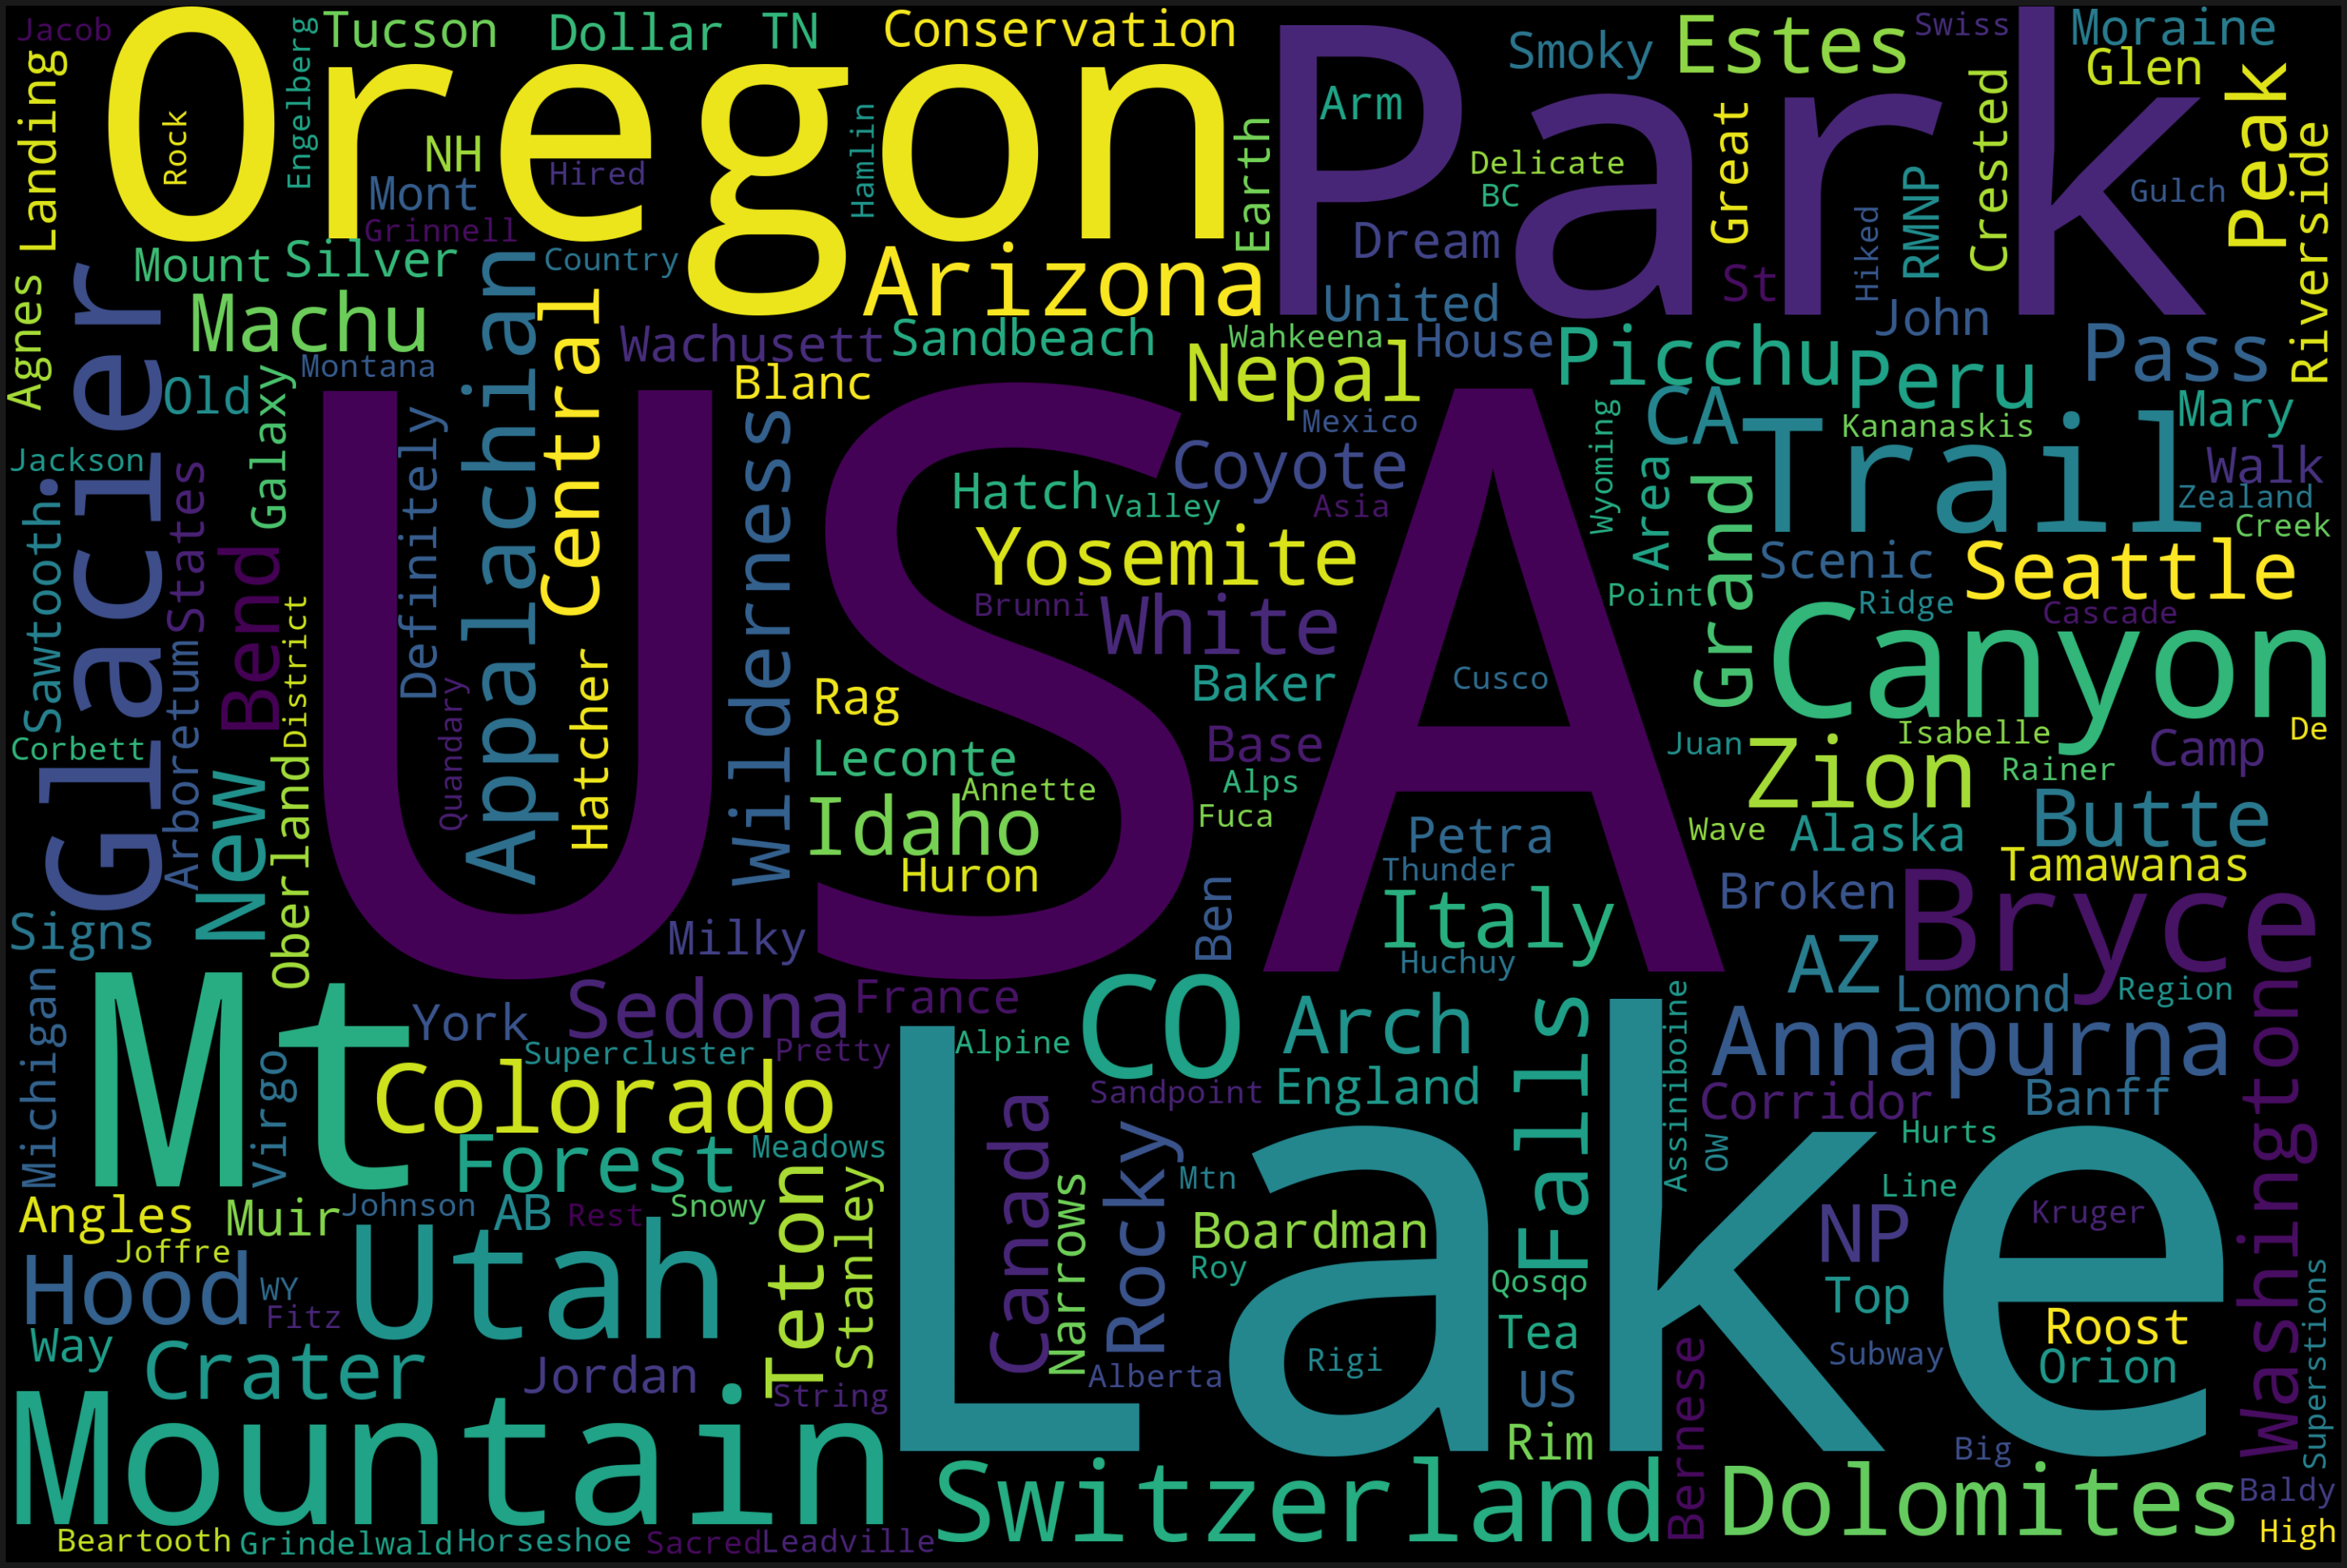 Jacob
Oregon
Rock
Engelberg
Tucson
Dollar
TN
Conservation
Park
Smoky
Estes
Swiss
Moraine
Glen
Landing
NH
Hired
Mont
Grinnell
Hamlin
Earth
Arm
Delicate
BC
Great
Crested
Peak
Gulch
Riverside
Dream
RMNP
Hiked
St
Agnes
Glacier
Mount
Silver
Country
Arizona
United
John
Machu
Appalachian
Central
Wachusett
Sandbeach
Wahkeena
House
Picchu
Peru
Pass
Montana
Old
Blanc
Nepal
Mexico
Wyoming
CA
Trail
Kananaskis
Mary
Galaxy
Definitely
USA
Wilderness
Coyote
Walk
Jackson
Sawtooth
States
Hatch
Valley
Asia
Area
Grand
Zealand
Creek
Yosemite
Scenic
Seattle
Bend
District
Brunni
White
Point
Ridge
Cascade
Canyon
Arboretum
Quandary
Hatcher
Rag
Baker
Cusco
Corbett
Leconte
Base
Juan
Isabelle
De
Zion
Rainer
Camp
New
Oberland
Annette
Alps
Idaho
Fuca
Petra
Wave
Alaska
Butte
Huron
Thunder
Tamawanas
Signs
Milky
Ben
Italy
Broken
Bryce
Huchuy
AZ
Michigan
Mt
York
Sedona
France
CO
Arch
Falls
Assiniboine
Lomond
Region
Washingtone
Virgo
Supercluster
Pretty
Alpine
Annapurna
Colorado
Canada
Sandpoint
England
Corridor
Banff
Forest
Meadows
Rocky
Lake
OW
Hurts
Angles
Muir
Johnson
AB
Rest
Snowy
Teton
Stanley
Narrows
Mtn
Boardman
Line
Kruger
NP
Joffre
Hood
WY
Fitz
Utah
Roy
Qosqo
Top
Superstions
Way
Crater
Jordan
String
Alberta
Rigi
Tea
Subway
Roost
Orion
US
Mountain
Rim
Bernese
Big
Switzerland
Dolomites
Baldy
Beartooth
Grindelwald
Horseshoe
Sacred
Leadville
High